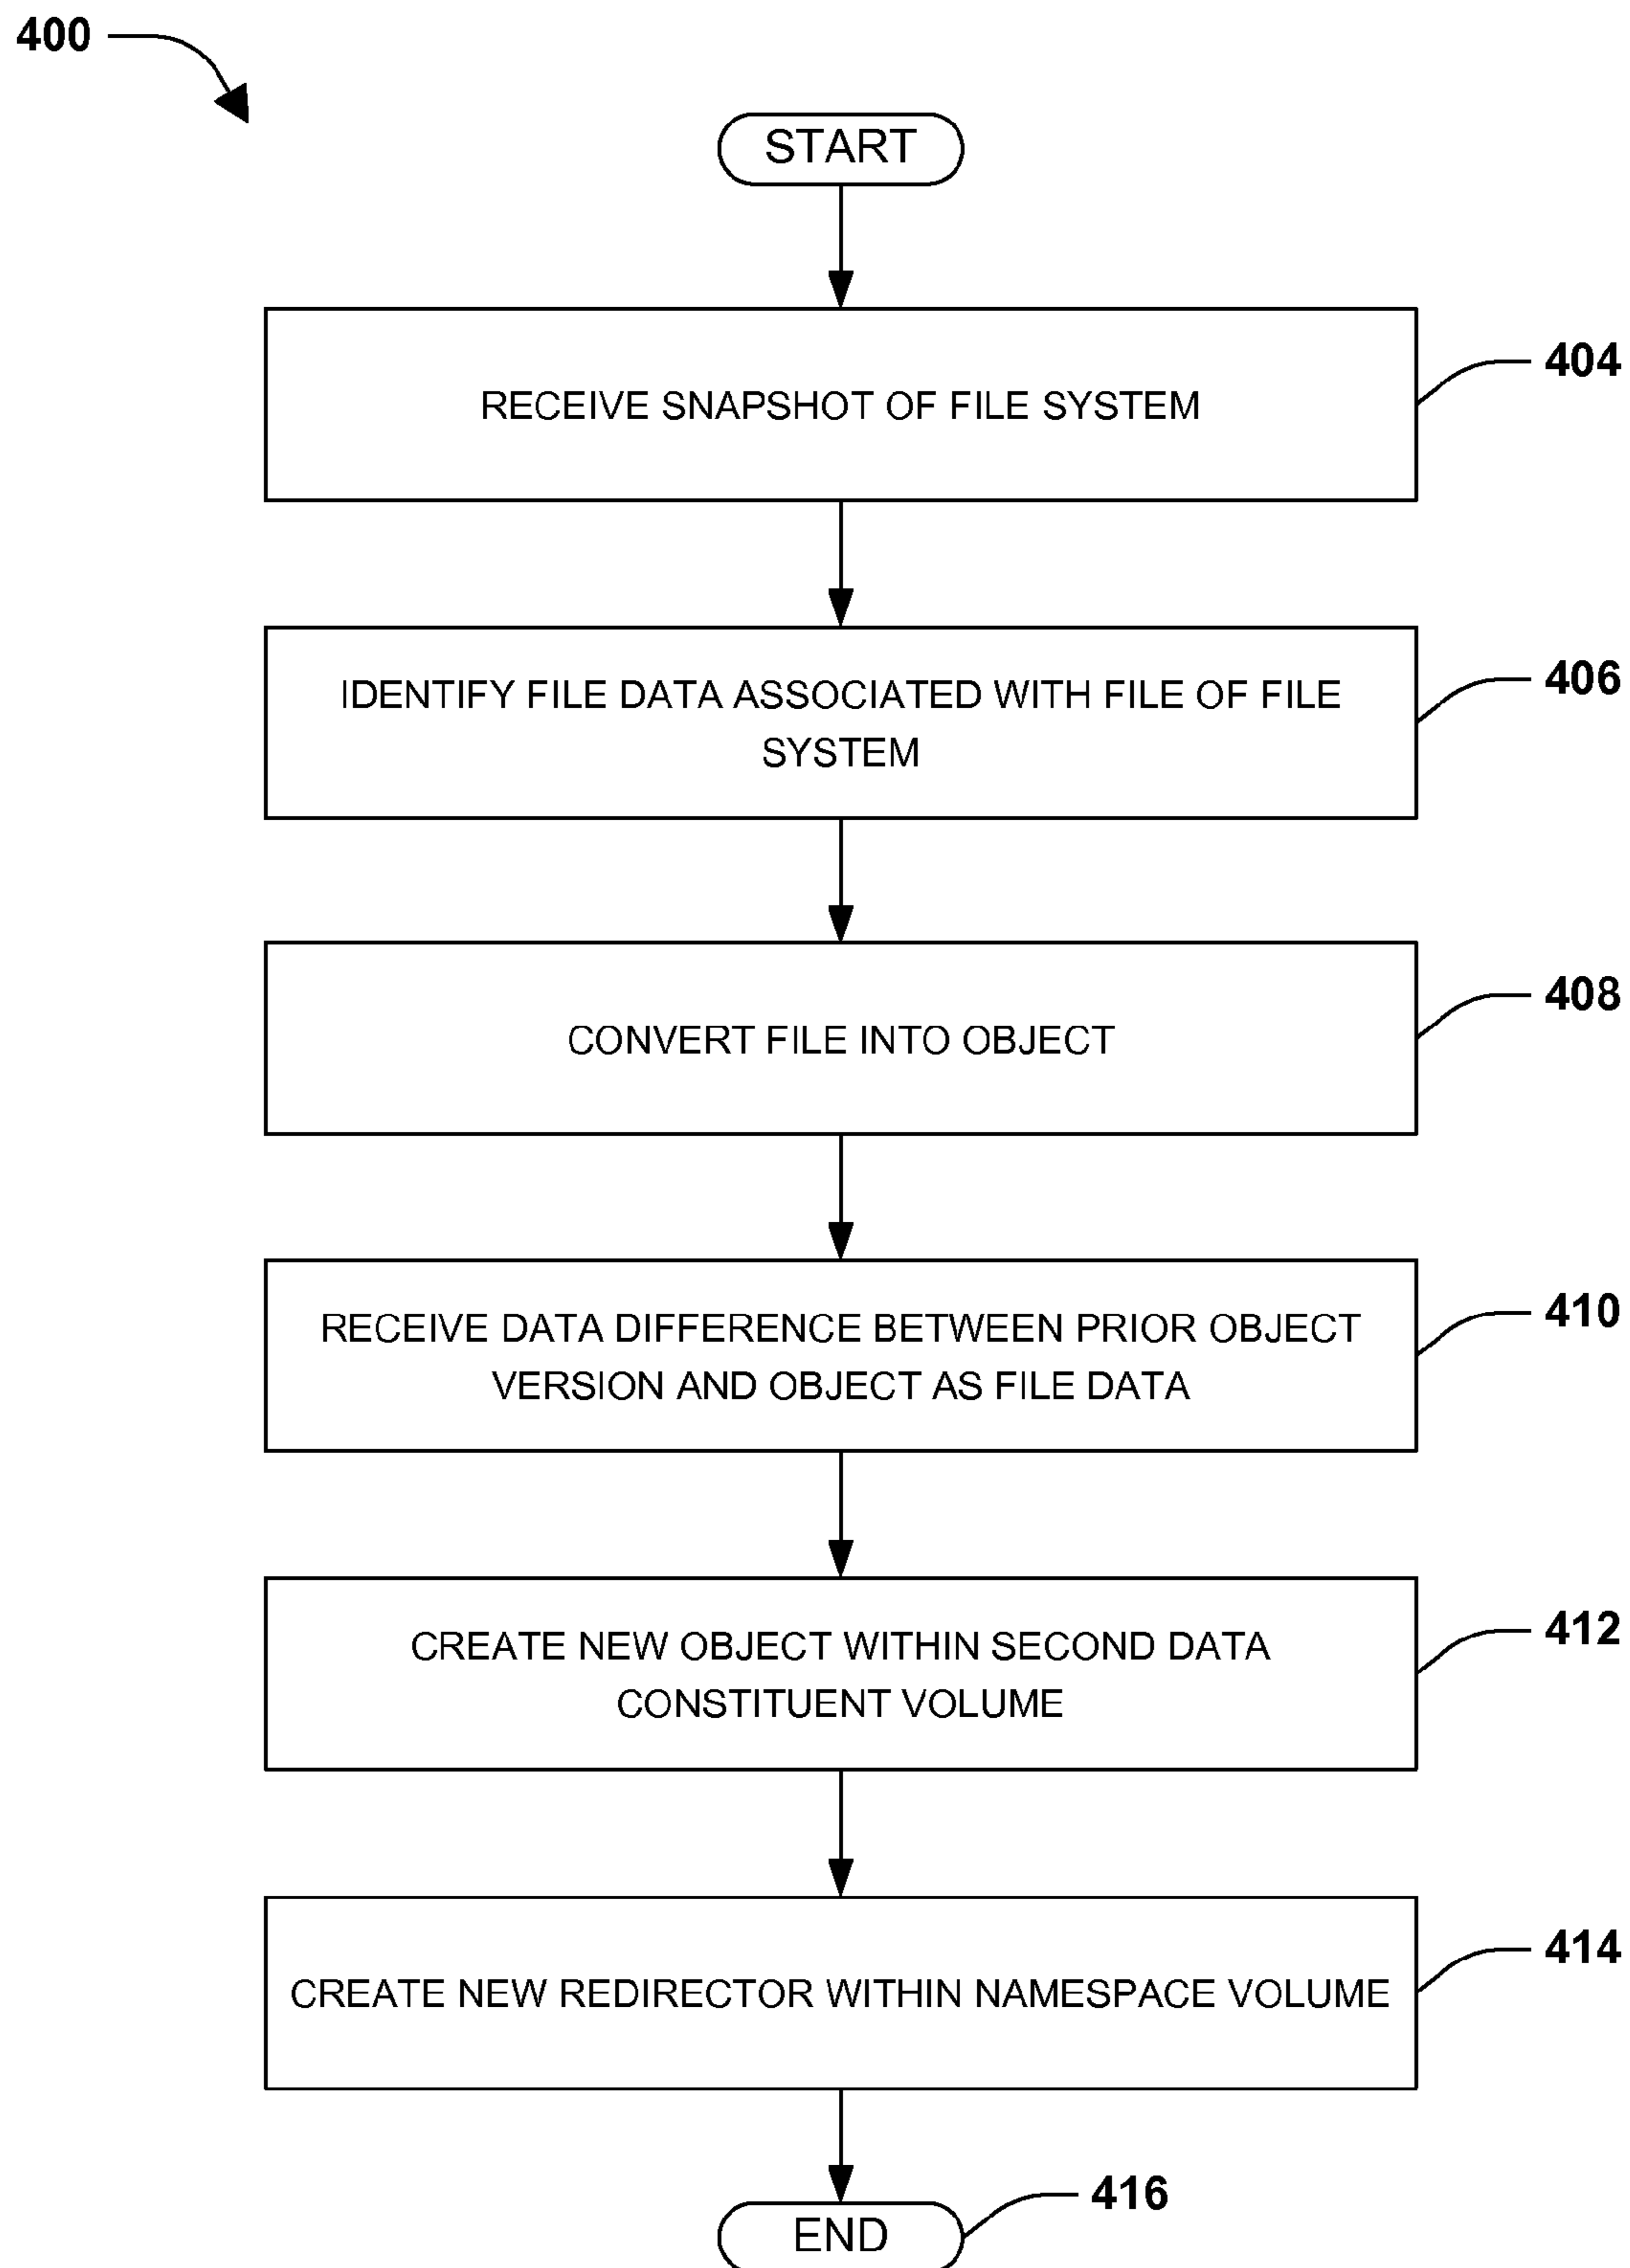 400
START
RECEIVE SNAPSHOT OF FILE SYSTEM
404
IDENTIFY FILE DATA ASSOCIATED WITH FILE OF FILE
SYSTEM
406
CONVERT FILE INTO OBJECT
408
RECEIVE DATA DIFFERENCE BETWEEN PRIOR OBJECT
VERSION AND OBJECT AS FILE DATA
410
CREATE NEW OBJECT WITHIN SECOND DATA
CONSTITUENT VOLUME
412
CREATE NEW REDIRECTOR WITHIN NAMESPACE VOLUME
414
END
416